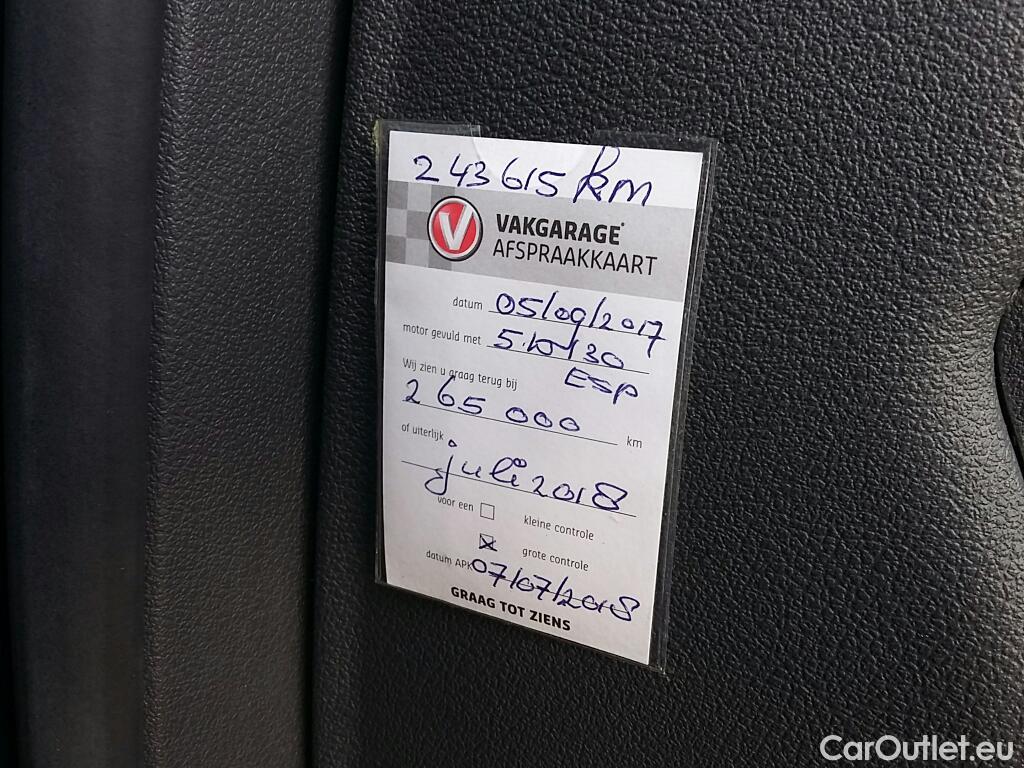 243615 km
V VAKGARAGE
AFSPRAAKKAART
datum 05/09/2017
motor gevuld met 5.W/30
ESP
Wij zien u graag terug bij
265 000 km
of uiterlijk
juli 2018
voor een
kleine controle
grote controle
datum APK 07/07/2018
GRAAG TOT ZIENS
CarOutlet.eu